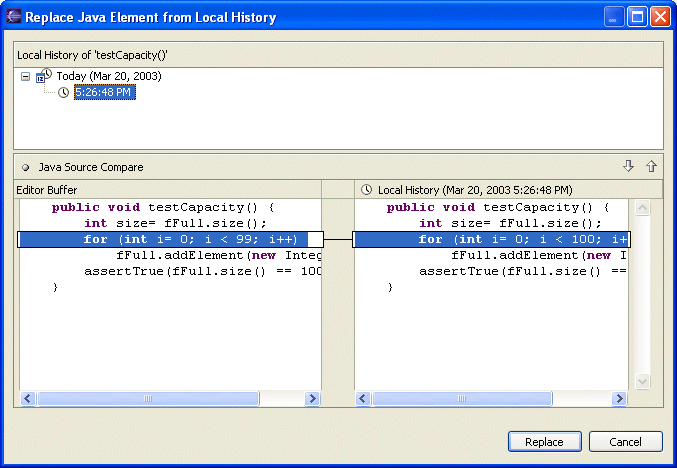 Replace Java Element from Local History
Local History of 'testCapacity()'
Today (Mar 20, 2003)
5:26:48 PM
Java Source Compare
Editor Buffer
public void testCapacity() {
int size= fFull.size();
for (int i= 0; i < 99; i++)
fFull.addElement(new Integ
assertTrue(fFull.size() == 100
}
Local History (Mar 20, 2003 5:26:48 PM)
public void testCapacity() {
int size= fFull.size();
for (int i= 0; i < 100; i+
fFull.addElement(new I
assertTrue(fFull.size() ==
}
Replace
Cancel